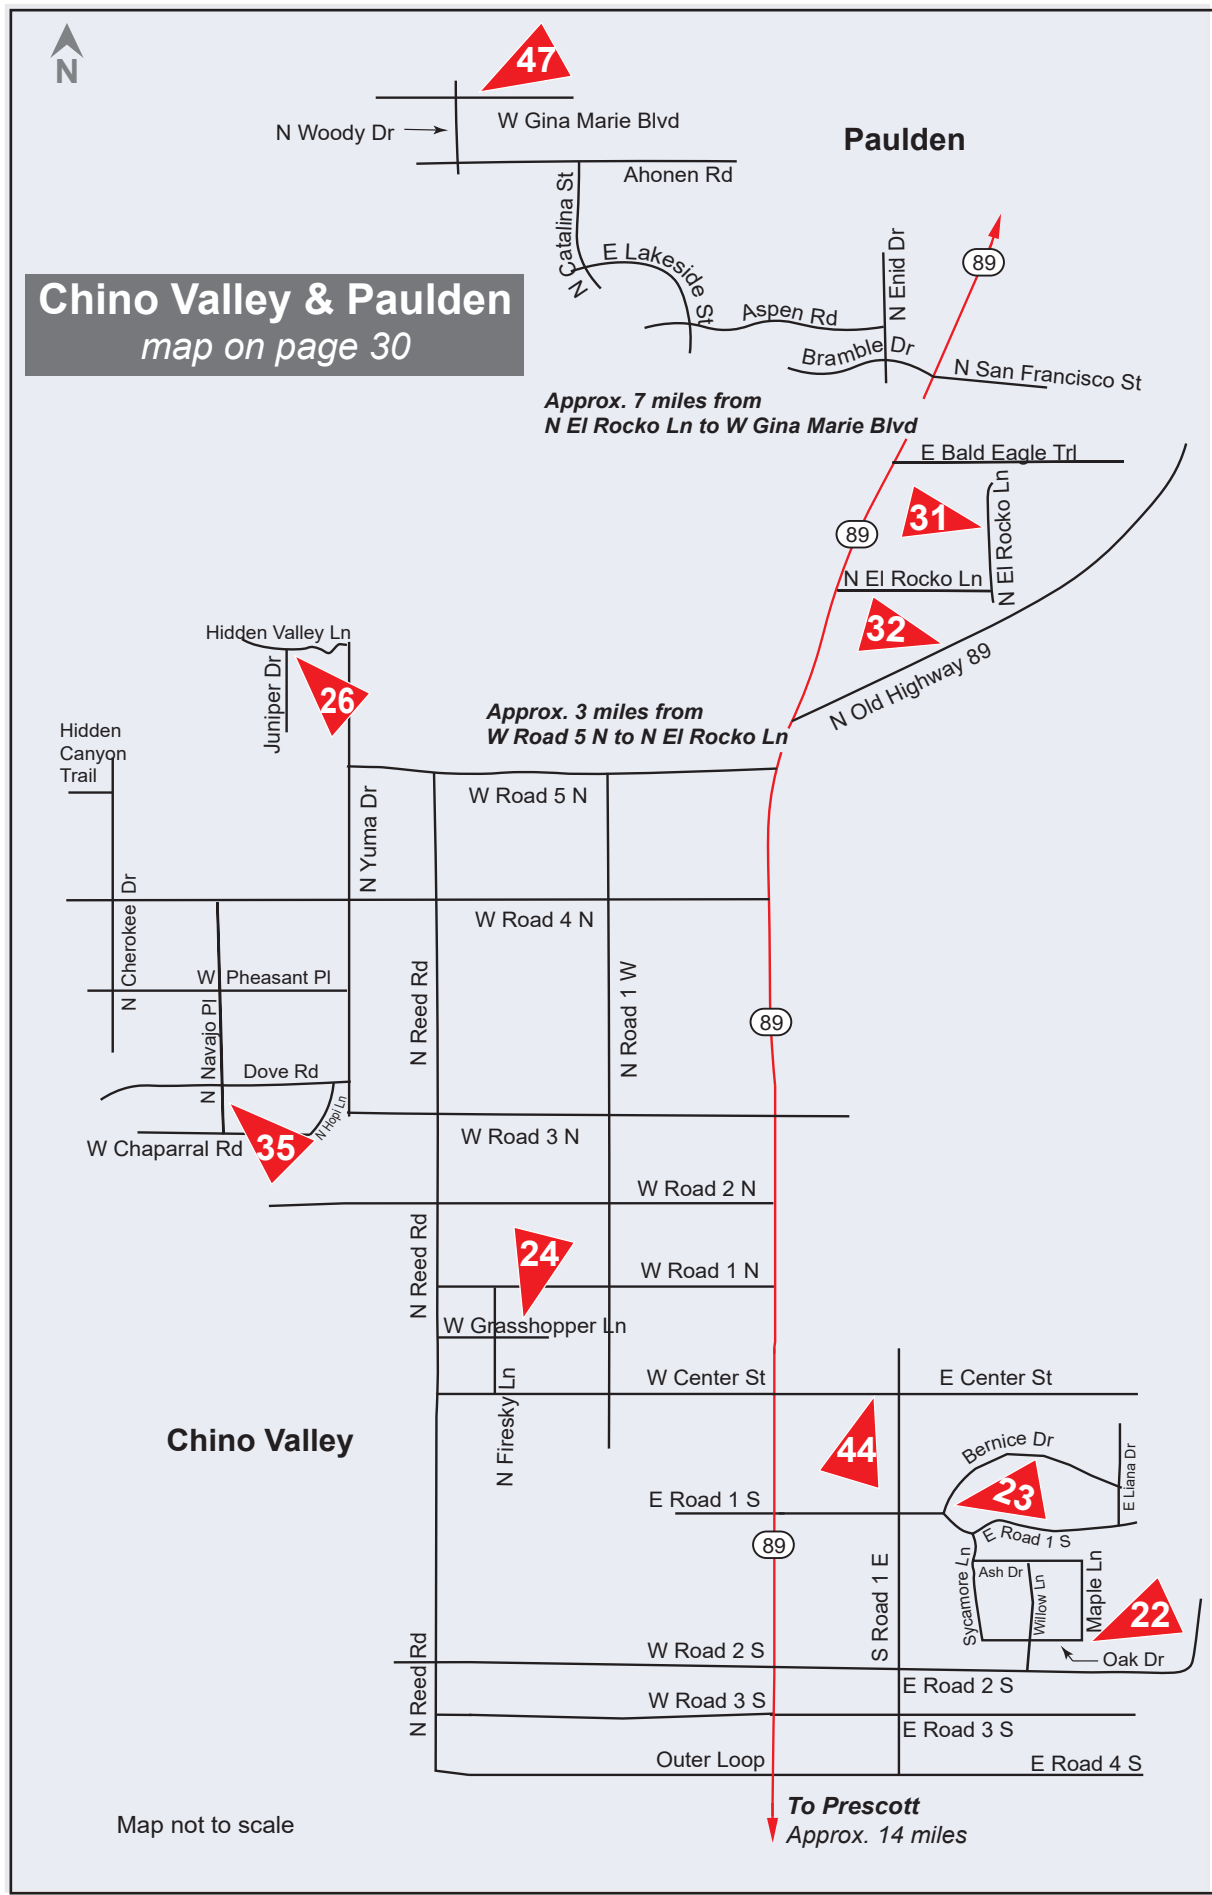 N
47
N Woody Dr
W Gina Marie Blvd
Paulden
Ahonen Rd
N Catalina St
E Lakeside St
N Enid Dr
89
Chino Valley & Paulden
map on page 30
Aspen Rd
Bramble Dr
N San Francisco St
Approx. 7 miles from
N El Rocko Ln to W Gina Marie Blvd
E Bald Eagle Trl
31
89
N El Rocko Ln
N El Rocko Ln
32
N Old Highway 89
Hidden Valley Ln
Juniper Dr
26
Approx. 3 miles from
W Road 5 N to N El Rocko Ln
Hidden
Canyon
Trail
W Road 5 N
N Yuma Dr
N Cherokee Dr
W Road 4 N
W Pheasant Pl
N Reed Rd
N Road 1 W
89
N Navajo Pl
Dove Rd
N Hopi Ln
W Chaparral Rd
35
W Road 3 N
W Road 2 N
N Reed Rd
24
W Road 1 N
W Grasshopper Ln
N Firesky Ln
W Center St
E Center St
Chino Valley
44
Bernice Dr
E Liana Dr
23
E Road 1 S
E Road 1 S
89
S Road 1 E
Sycamore Ln
Ash Dr
Willow Ln
Maple Ln
22
Oak Dr
N Reed Rd
W Road 2 S
E Road 2 S
W Road 3 S
E Road 3 S
Outer Loop
E Road 4 S
To Prescott
Approx. 14 miles
Map not to scale